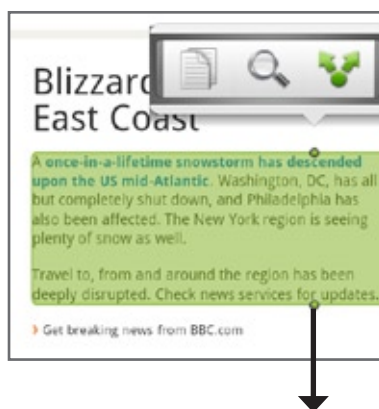 Blizzard
East Coast
A once-in-a-lifetime snowstorm has descended
upon the US mid-Atlantic. Washington, DC, has all
but completely shut down, and Philadelphia has
also been affected. The New York region is seeing
plenty of snow as well.
Travel to, from and around the region has been
deeply disrupted. Check news services for updates.
Get breaking news from BBC.com